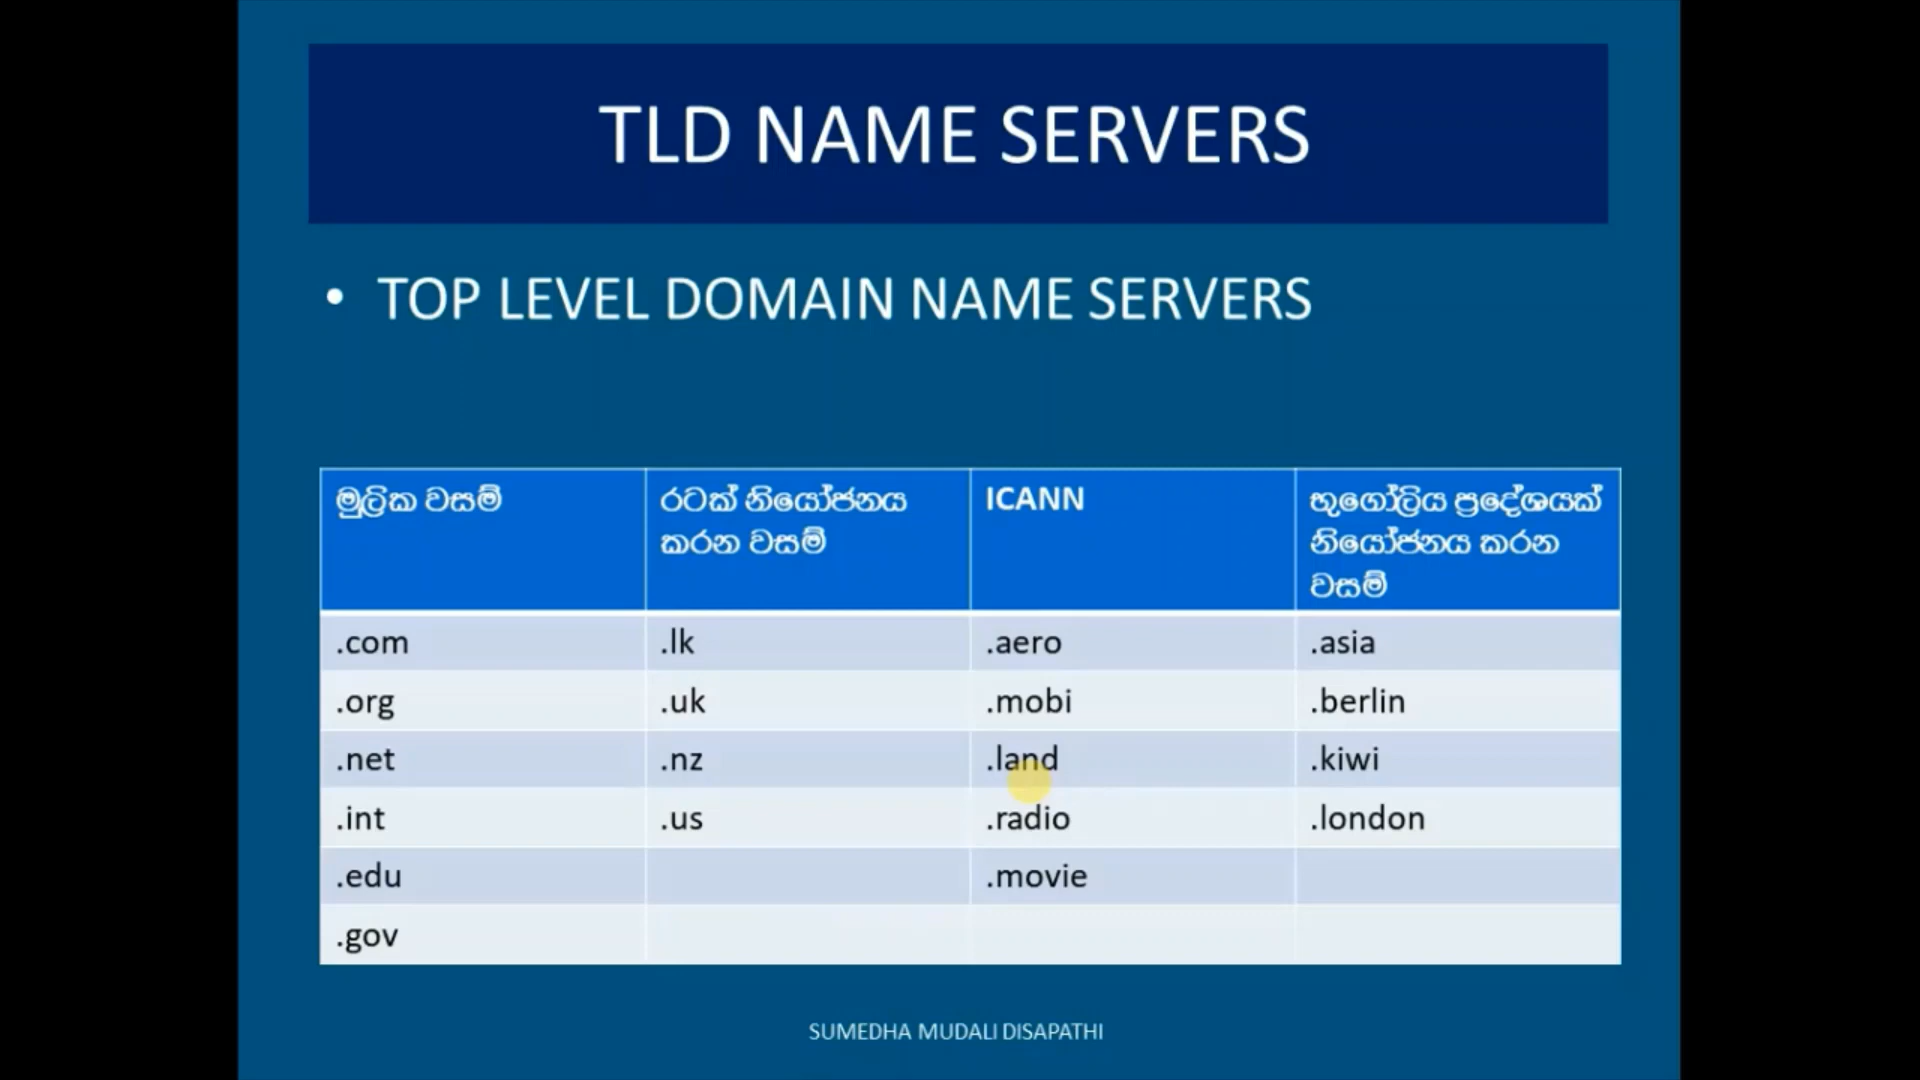 TLD NAME SERVERS
• TOP LEVEL DOMAIN NAME SERVERS
මුලික වසම්
රටක් නියෝජනය
කරන වසම්
ICANN
භුගෝලිය ප්‍රදේශයක්
නියෝජනය කරන
වසම්
.com .lk .aero .asia
.org .uk .mobi .berlin
.net .nz .land .kiwi
.int .us .radio .london
.edu .movie
.gov
SUMEDHA MUDALI DISAPATHI